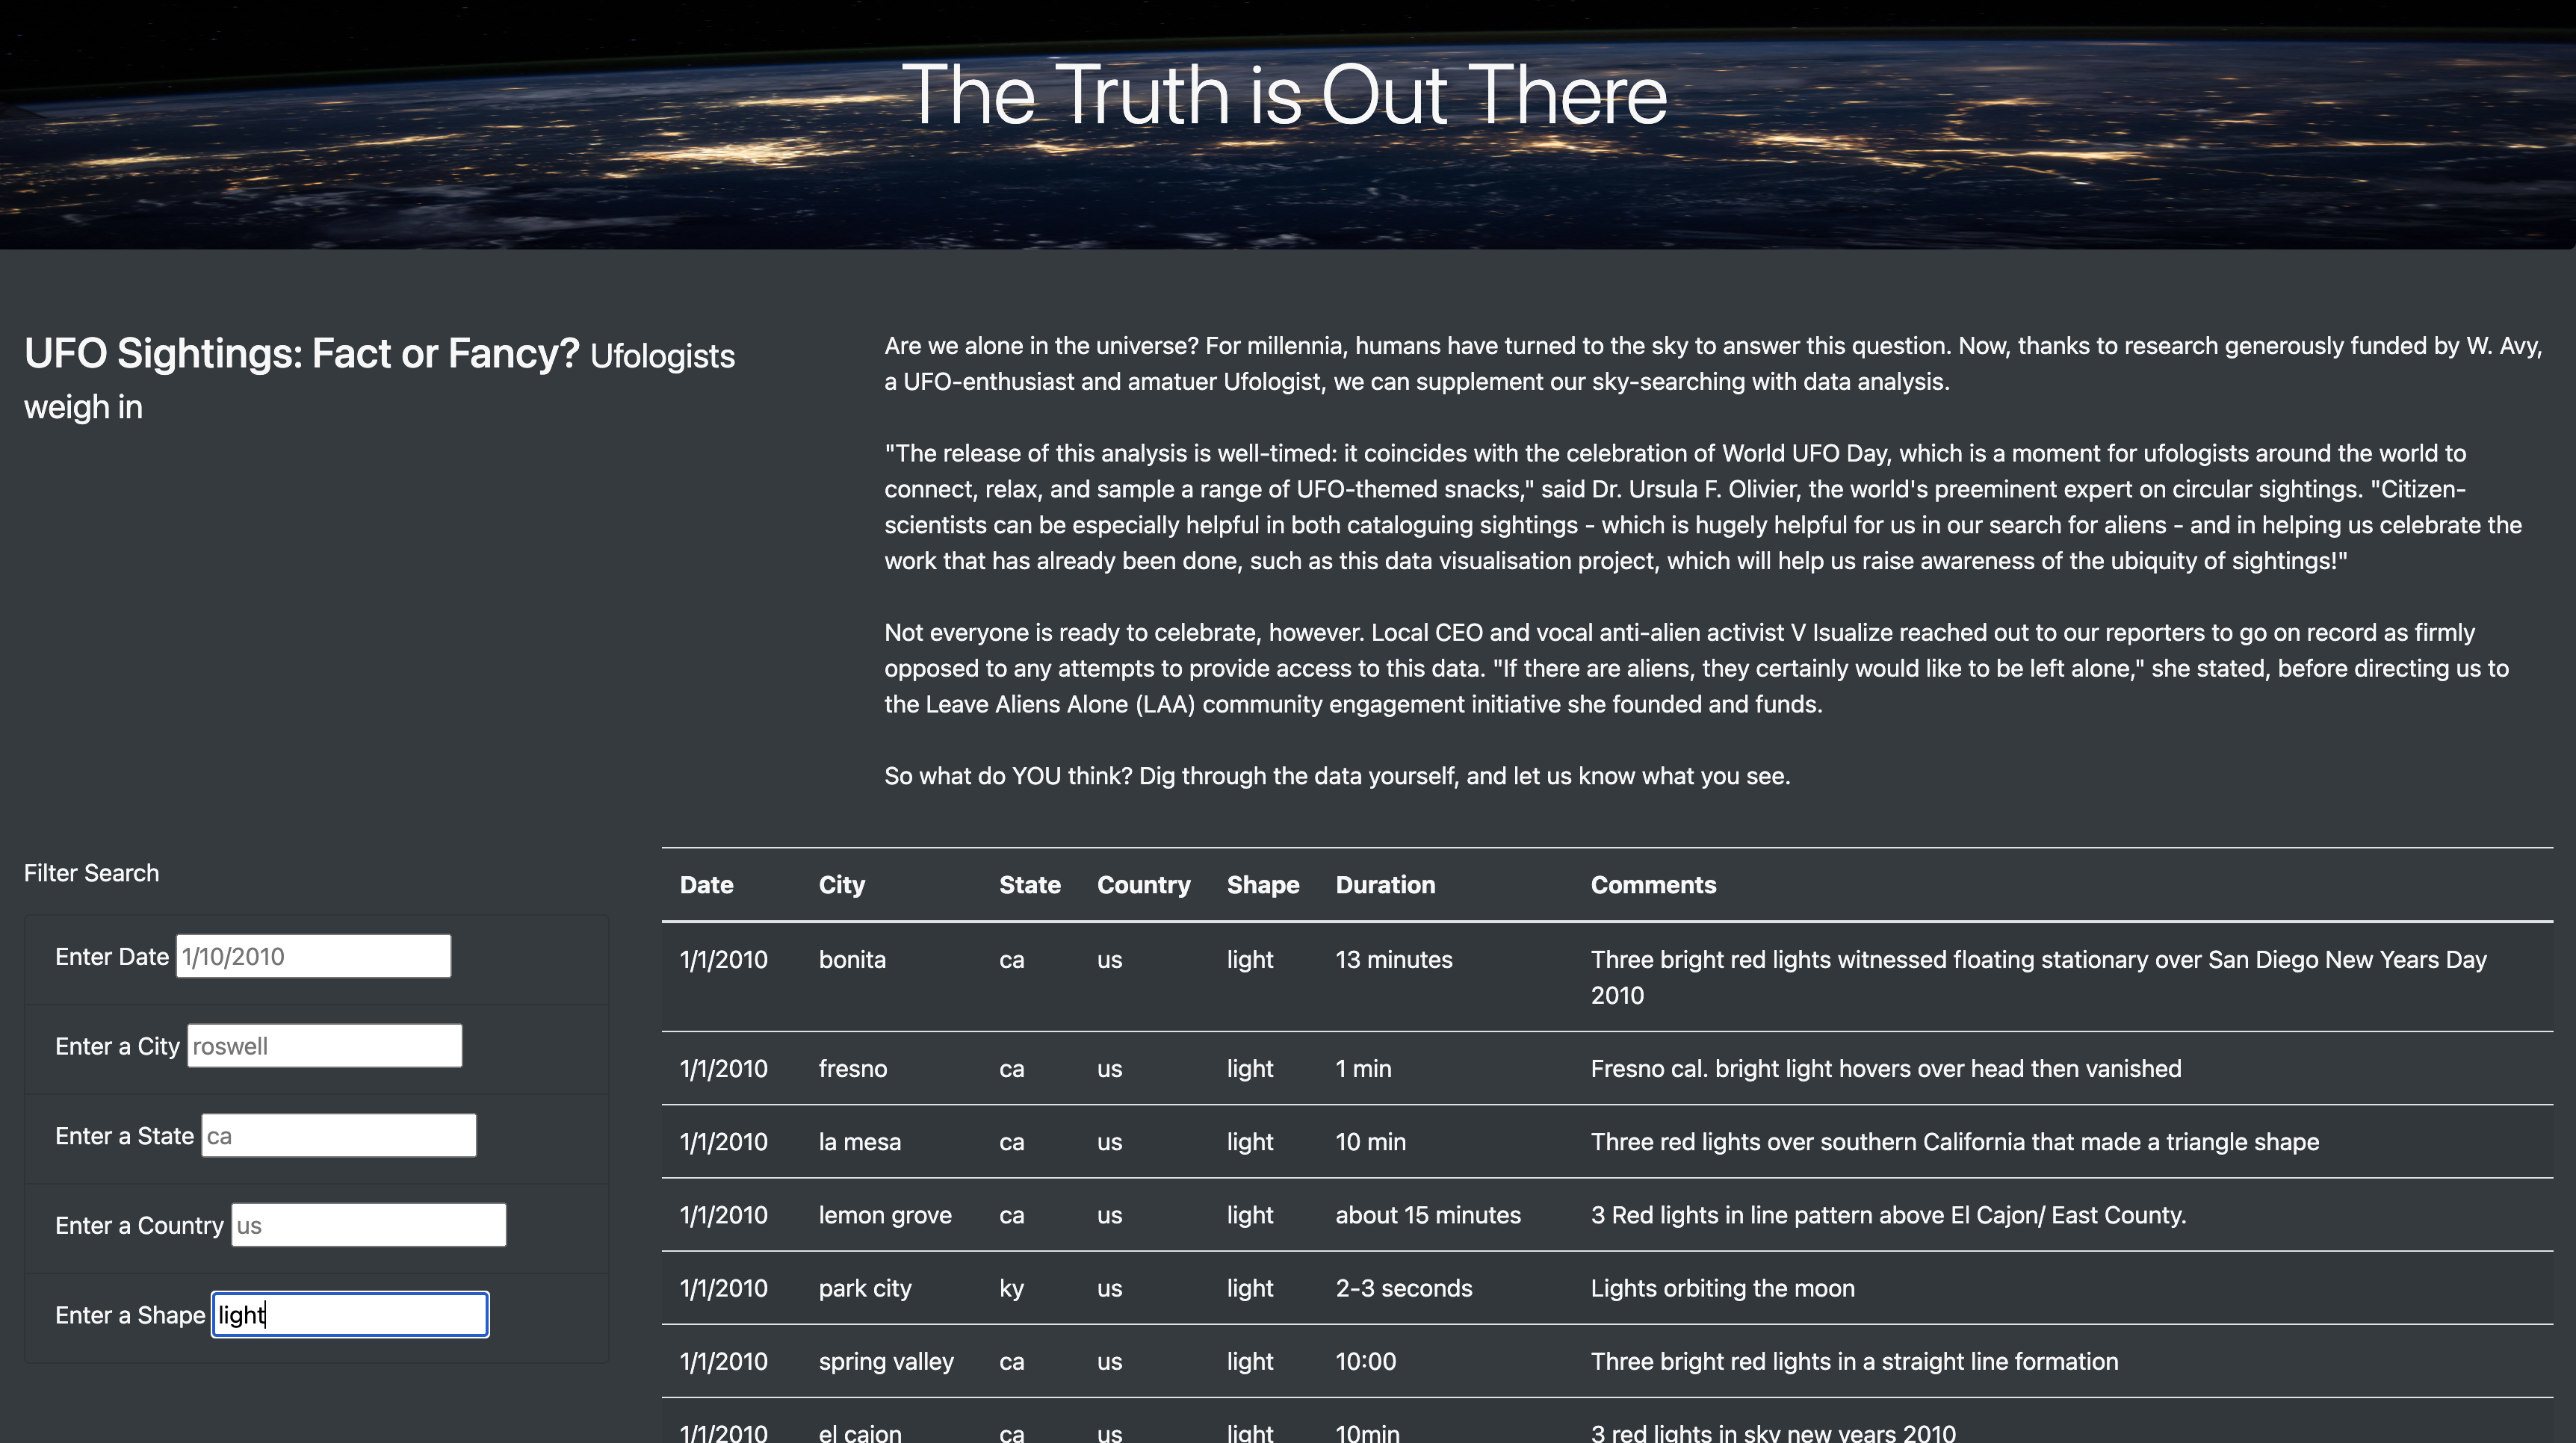 The Truth is Out There
UFO Sightings: Fact or Fancy? Ufologists
weigh in
Are we alone in the universe? For millennia, humans have turned to the sky to answer this question. Now, thanks to research generously funded by W. Avy,
a UFO-enthusiast and amatuer Ufologist, we can supplement our sky-searching with data analysis.
"The release of this analysis is well-timed: it coincides with the celebration of World UFO Day, which is a moment for ufologists around the world to
connect, relax, and sample a range of UFO-themed snacks," said Dr. Ursula F. Olivier, the world's preeminent expert on circular sightings. "Citizen-
scientists can be especially helpful in both cataloguing sightings - which is hugely helpful for us in our search for aliens - and in helping us celebrate the
work that has already been done, such as this data visualisation project, which will help us raise awareness of the ubiquity of sightings!"
Not everyone is ready to celebrate, however. Local CEO and vocal anti-alien activist V Isualize reached out to our reporters to go on record as firmly
opposed to any attempts to provide access to this data. "If there are aliens, they certainly would like to be left alone," she stated, before directing us to
the Leave Aliens Alone (LAA) community engagement initiative she founded and funds.
So what do YOU think? Dig through the data yourself, and let us know what you see.
Filter Search
Enter Date 1/10/2010
Enter a City roswell
Enter a State ca
Enter a Country us
Enter a Shape light
Date City State Country Shape Duration Comments
1/1/2010 bonita ca us light 13 minutes Three bright red lights witnessed floating stationary over San Diego New Years Day
2010
1/1/2010 fresno ca us light 1 min Fresno cal. bright light hovers over head then vanished
1/1/2010 la mesa ca us light 10 min Three red lights over southern California that made a triangle shape
1/1/2010 lemon grove ca us light about 15 minutes 3 Red lights in line pattern above El Cajon/ East County.
1/1/2010 park city ky us light 2-3 seconds Lights orbiting the moon
1/1/2010 spring valley ca us light 10:00 Three bright red lights in a straight line formation
1/1/2010 el cajon ca us light 10min 3 red lights in sky new years 2010